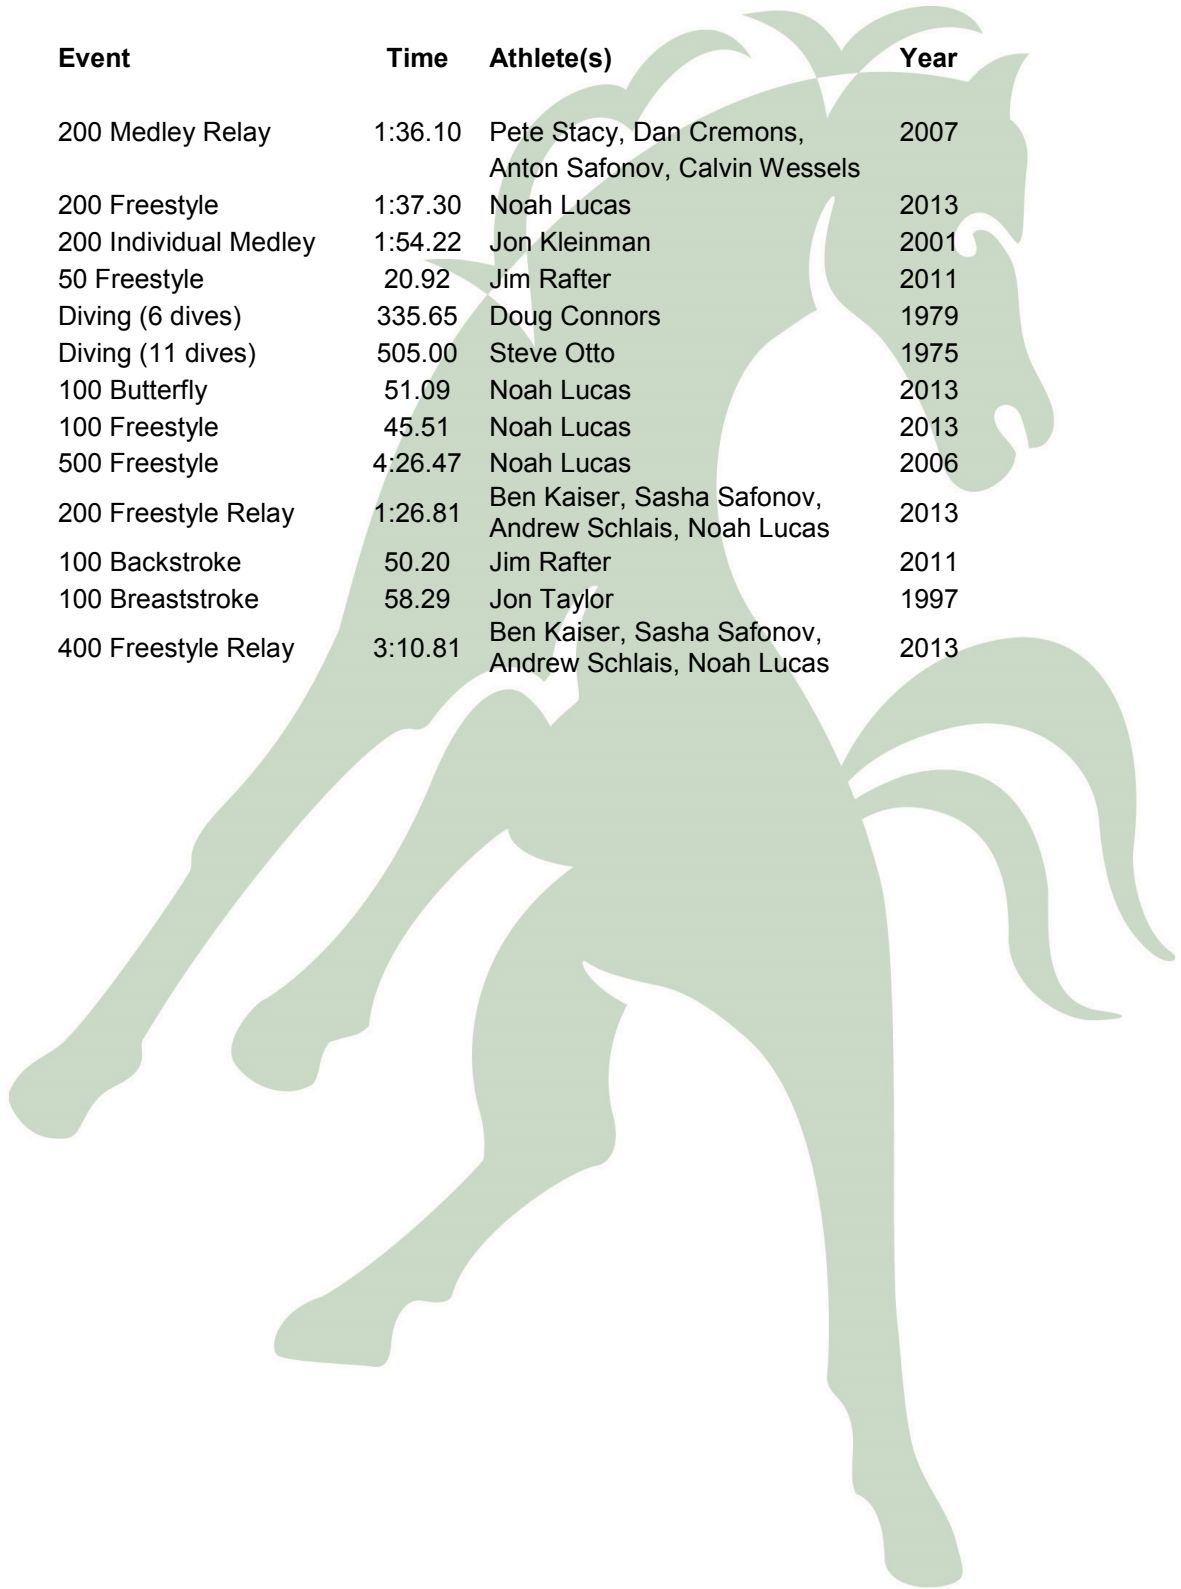 Event Time Athlete(s) Year
200 Medley Relay 1:36.10 Pete Stacy, Dan Cremons, 2007
Anton Safonov, Calvin Wessels
200 Freestyle 1:37.30 Noah Lucas 2013
200 Individual Medley 1:54.22 Jon Kleinman 2001
50 Freestyle 20.92 Jim Rafter 2011
Diving (6 dives) 335.65 Doug Connors 1979
Diving (11 dives) 505.00 Steve Otto 1975
100 Butterfly 51.09 Noah Lucas 2013
100 Freestyle 45.51 Noah Lucas 2013
500 Freestyle 4:26.47 Noah Lucas 2006
200 Freestyle Relay 1:26.81 Ben Kaiser, Sasha Safonov, 2013
Andrew Schlais, Noah Lucas
100 Backstroke 50.20 Jim Rafter 2011
100 Breaststroke 58.29 Jon Taylor 1997
400 Freestyle Relay 3:10.81 Ben Kaiser, Sasha Safonov, 2013
Andrew Schlais, Noah Lucas